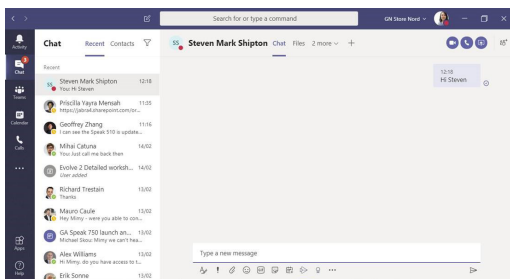 Search for or type a command
GN Store Nord
Activity
Chat
Teams
Calendar
Calls
Apps
Help
Chat Recent Contacts
Recent
Steven Mark Shipton 12:18
You: Hi Steven
Priscilla Yayra Mensah 11:35
https://jabra4.sharepoint.com/or...
Geoffrey Zhang 11:16
I can see the Speak 510 is update...
Mihai Catuna 14/02
You: Just call me back then
Evolve 2 Detailed worksh... 14/02
User added
Richard Trestain 13/02
Thanks
Mauro Caule 13/02
Hey Mimy - were you able to con...
GA Speak 750 launch an... 13/02
Michael Skou: Mimy we can't hea...
Alex Williams 13/02
Hi Mimy, do you have access to t...
Erik Sonne 13/02
SS Steven Mark Shipton Chat Files 2 more
12:18
Hi Steven
Type a new message